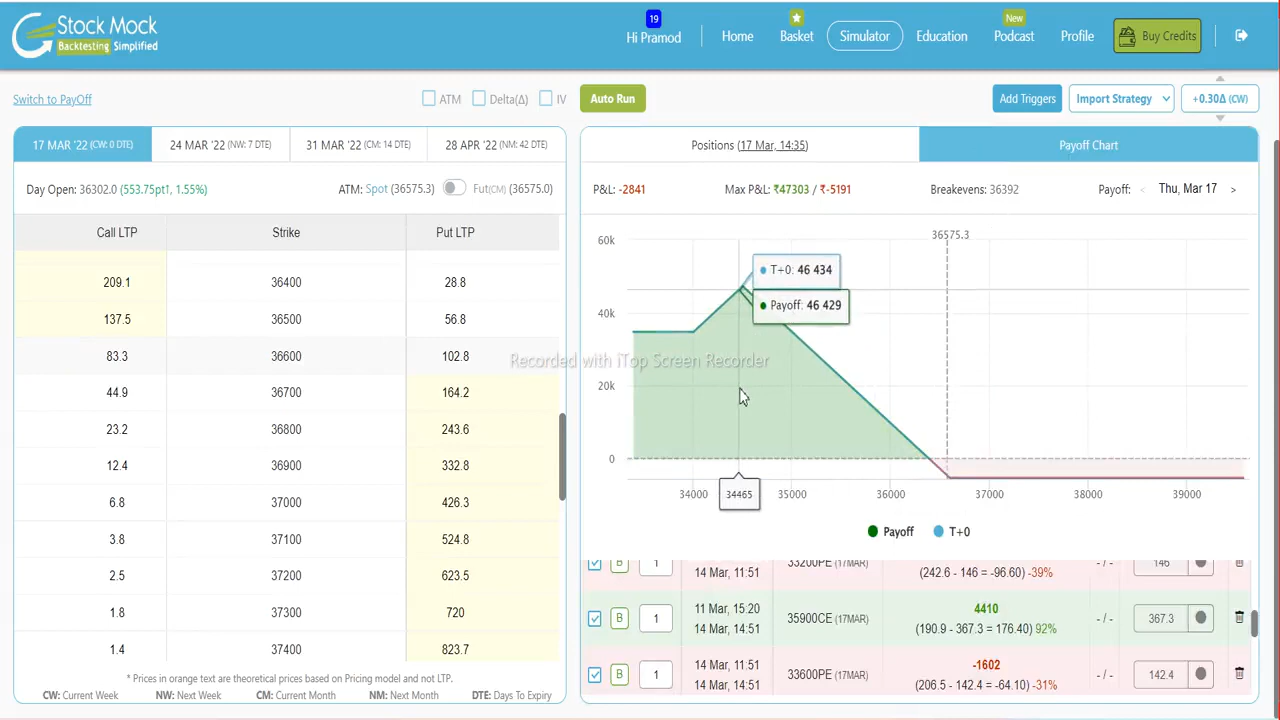 Stock Mock
Backtesting Simplified
19
Hi Pramod
Home
Basket
Simulator
Education
New
Podcast
Profile
Buy Credits
Switch to PayOff
ATM
Delta(Δ)
IV
Auto Run
Add Triggers
Import Strategy
+0.30Δ (CW)
17 MAR '22 (CW: 0 DTE)
24 MAR '22 (NW: 7 DTE)
31 MAR '22 (CM: 14 DTE)
28 APR '22 (NM: 42 DTE)
Positions (17 Mar, 14:35)
Payoff Chart
Day Open: 36302.0 (553.75pt↑, 1.55%)
ATM: Spot (36575.3)
Fut(CM) (36575.0)
P&L: -2841
Max P&L: ₹47303 / ₹-5191
Breakevens: 36392
Payoff: < Thu, Mar 17 >
Call LTP Strike Put LTP
209.1 36400 28.8
137.5 36500 56.8
83.3 36600 102.8
44.9 36700 164.2
23.2 36800 243.6
12.4 36900 332.8
6.8 37000 426.3
3.8 37100 524.8
2.5 37200 623.5
1.8 37300 720
1.4 37400 823.7
* Prices in orange text are theoretical prices based on Pricing model and not LTP.
CW: Current Week NW: Next Week CM: Current Month NM: Next Month DTE: Days To Expiry
36575.3
60k
40k
20k
0
T+0: 46 434
Payoff: 46 429
Recorded with iTop Screen Recorder
34000 34465 35000 36000 37000 38000 39000
Payoff T+0
B 1 14 Mar, 11:51 33200PE (17MAR) (242.6 - 146 = -96.60) -39% - / - 146
11 Mar, 15:20 4410
B 1 35900CE (17MAR) - / - 367.3
14 Mar, 14:51 (190.9 - 367.3 = 176.40) 92%
14 Mar, 11:51 -1602
B 1 33600PE (17MAR) - / - 142.4
14 Mar, 14:51 (206.5 - 142.4 = -64.10) -31%